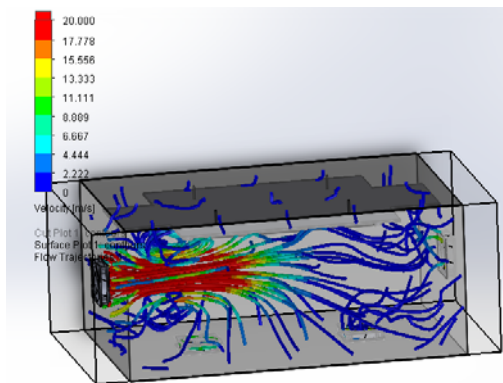 20.000
17.778
15.556
13.333
11.111
8.889
6.667
4.444
2.222
0
Velocity [m/s]
Cut Plot 1:
Surface Plot 1:
Flow